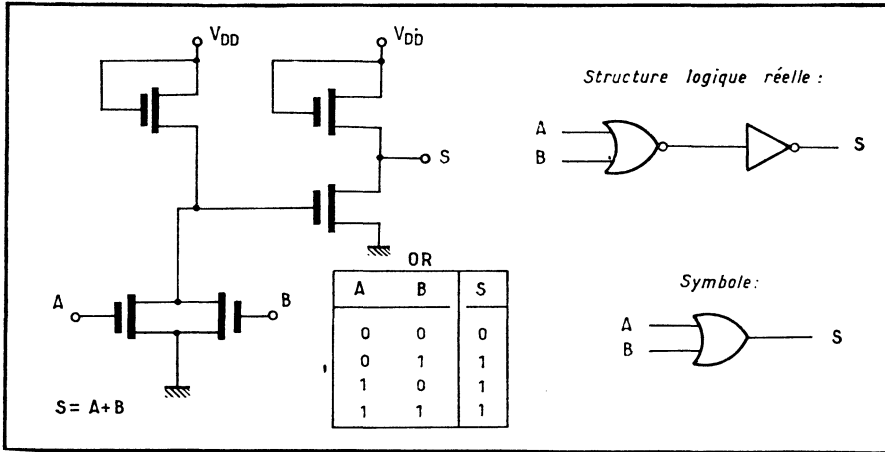 VDD
VDD
S
A
B
S = A+B
OR
A B S
0 0 0
0 1 1
1 0 1
1 1 1
Structure logique réelle :
A
B
S
Symbole:
A
B
S